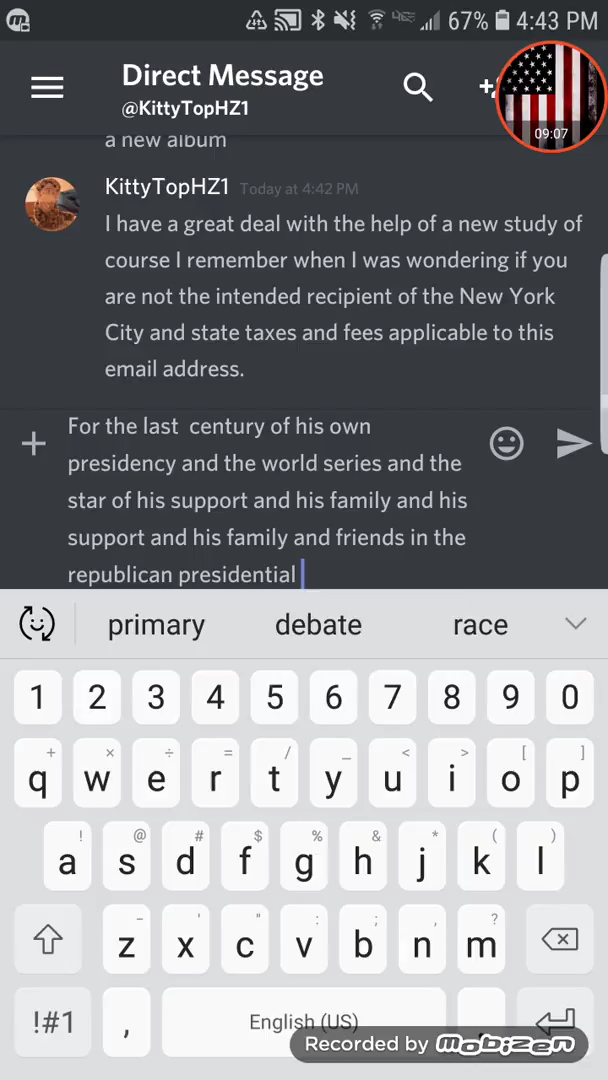 67% 4:43 PM
Direct Message
@KittyTopHZ1
09:07
a new album
KittyTopHZ1 Today at 4:42 PM
I have a great deal with the help of a new study of
course I remember when I was wondering if you
are not the intended recipient of the New York
City and state taxes and fees applicable to this
email address.
For the last  century of his own
presidency and the world series and the
star of his support and his family and his
support and his family and friends in the
republican presidential
primary debate race
1 2 3 4 5 6 7 8 9 0
+ × ÷ = / _ < > [ ]
q w e r t y u i o p
! @ # $ % & * ( )
a s d f g h j k l
- ' " : ; , ?
z x c v b n m
!#1 , English (US) .
Recorded by mobizen